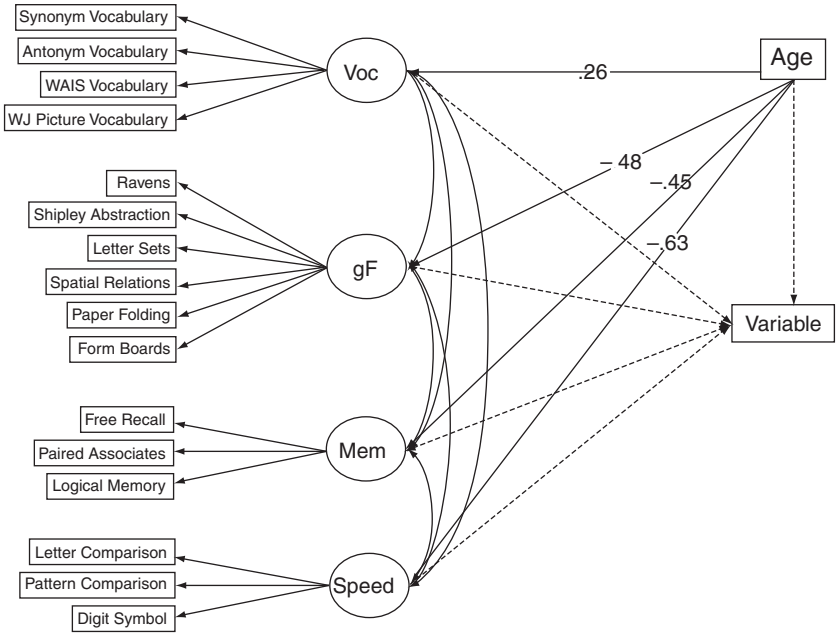 Synonym Vocabulary
Antonym Vocabulary
WAIS Vocabulary
WJ Picture Vocabulary
Voc
.26
Age
Ravens
Shipley Abstraction
Letter Sets
Spatial Relations
Paper Folding
Form Boards
gF
– 48
–.45
–.63
Variable
Free Recall
Paired Associates
Logical Memory
Mem
Letter Comparison
Pattern Comparison
Digit Symbol
Speed